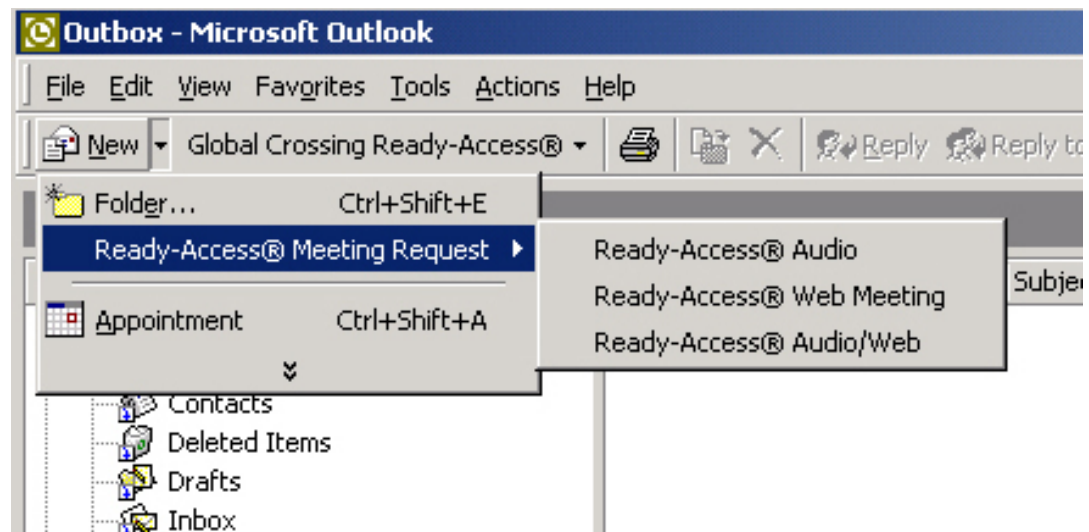 Outbox - Microsoft Outlook
File Edit View Favorites Tools Actions Help
New Global Crossing Ready-Access® Reply Reply to
Folder... Ctrl+Shift+E
Ready-Access® Meeting Request
Ready-Access® Audio
Subje
Ready-Access® Web Meeting
Appointment Ctrl+Shift+A
Ready-Access® Audio/Web
Contacts
Deleted Items
Drafts
Inbox